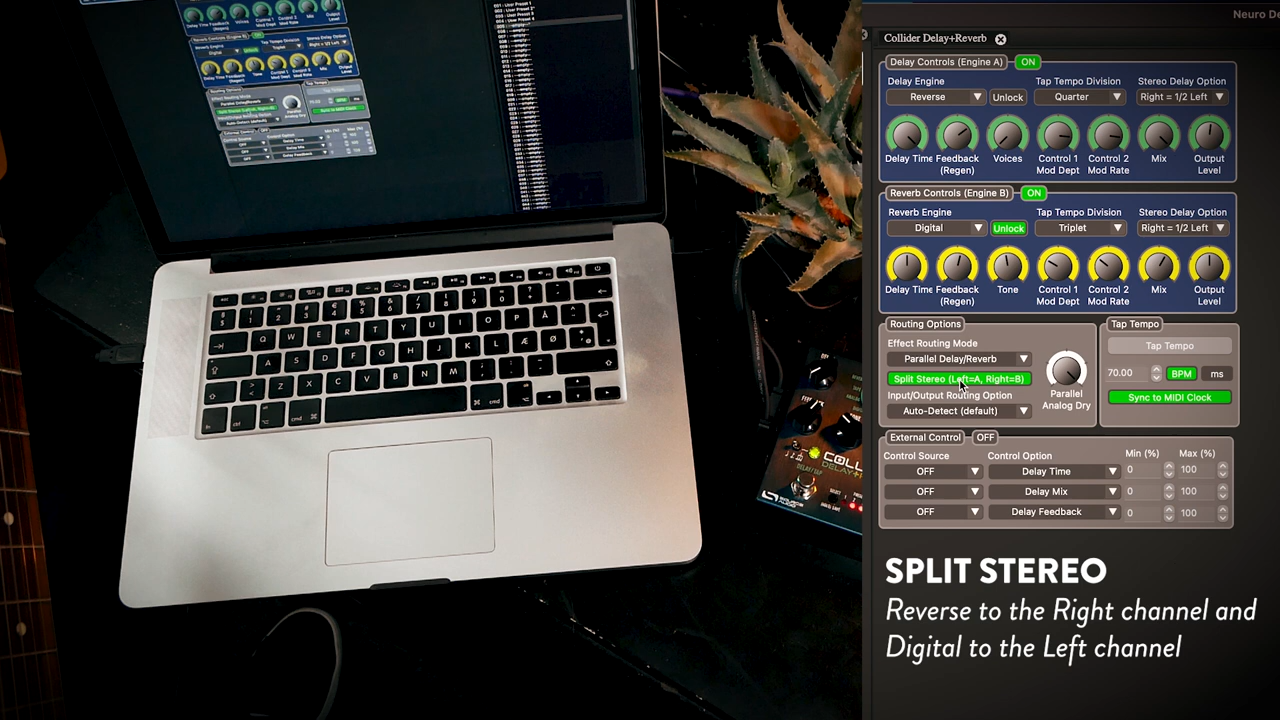 Neuro De
Collider Delay+Reverb
Delay Controls (Engine A) ON
Delay Engine Tap Tempo Division Stereo Delay Option
Reverse Unlock Quarter Right = 1/2 Left
Delay Time Feedback (Regen) Voices Control 1 Mod Dept Control 2 Mod Rate Mix Output Level
Reverb Controls (Engine B) ON
Reverb Engine Tap Tempo Division Stereo Delay Option
Digital Unlock Triplet Right = 1/2 Left
Delay Time Feedback (Regen) Tone Control 1 Mod Dept Control 2 Mod Rate Mix Output Level
Routing Options
Effect Routing Mode
Parallel Delay/Reverb
Split Stereo (Left=A, Right=B)
Input/Output Routing Option
Auto-Detect (default)
Parallel Analog Dry
Tap Tempo
Tap Tempo
70.00 BPM ms
Sync to MIDI Clock
External Control OFF
Control Source Control Option Min (%) Max (%)
OFF Delay Time 0 100
OFF Delay Mix 0 100
OFF Delay Feedback 0 100
SPLIT STEREO
Reverse to the Right channel and
Digital to the Left channel